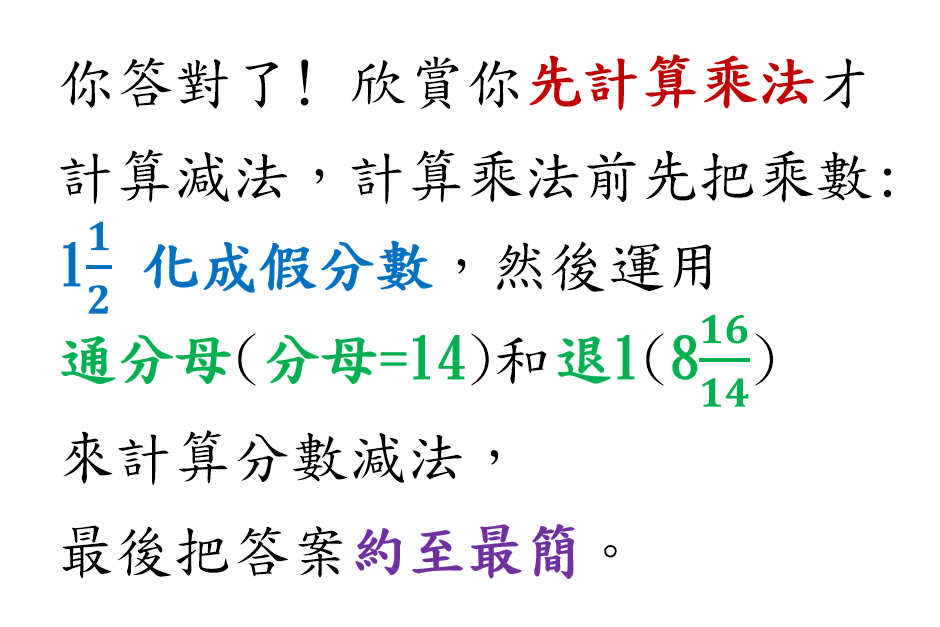 你答對了! 欣賞你先計算乘法才
計算減法，計算乘法前先把乘數:
1 1/2 化成假分數，然後運用
通分母(分母=14)和退1(8 16/14)
來計算分數減法，
最後把答案約至最簡。